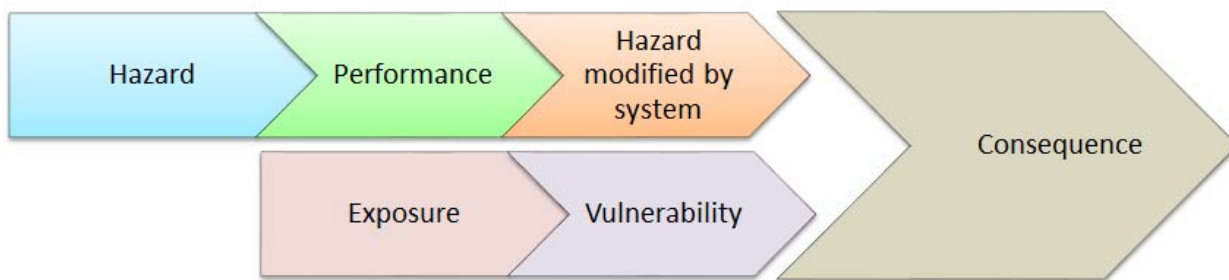 Hazard
Performance
Hazard
modified by
system
Consequence
Exposure
Vulnerability